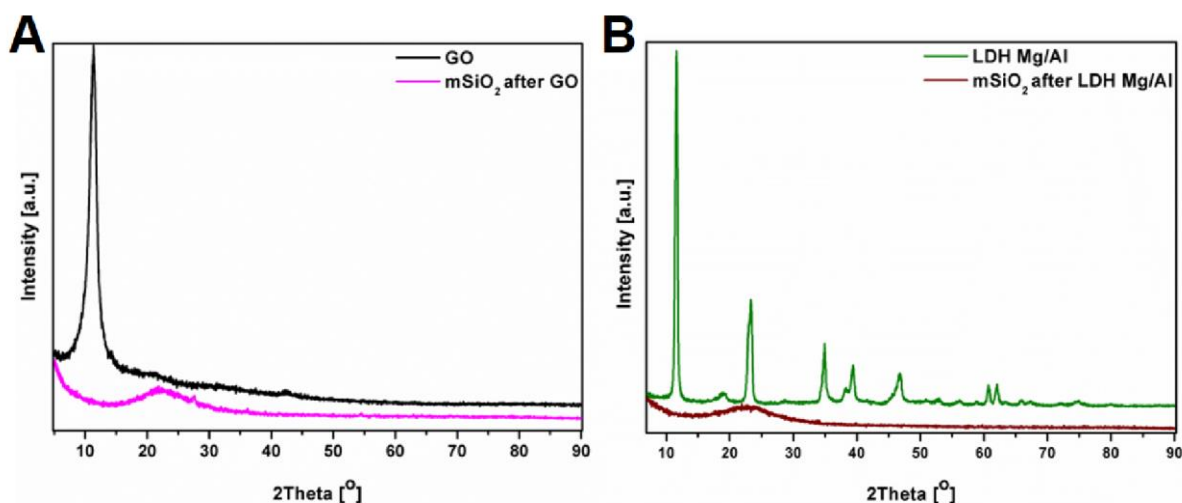 A
GO
mSiO₂ after GO
Intensity [a.u.]
10 20 30 40 50 60 70 80 90
2Theta [°]
B
LDH Mg/Al
mSiO₂ after LDH Mg/Al
Intensity [a.u.]
10 20 30 40 50 60 70 80 90
2Theta [°]